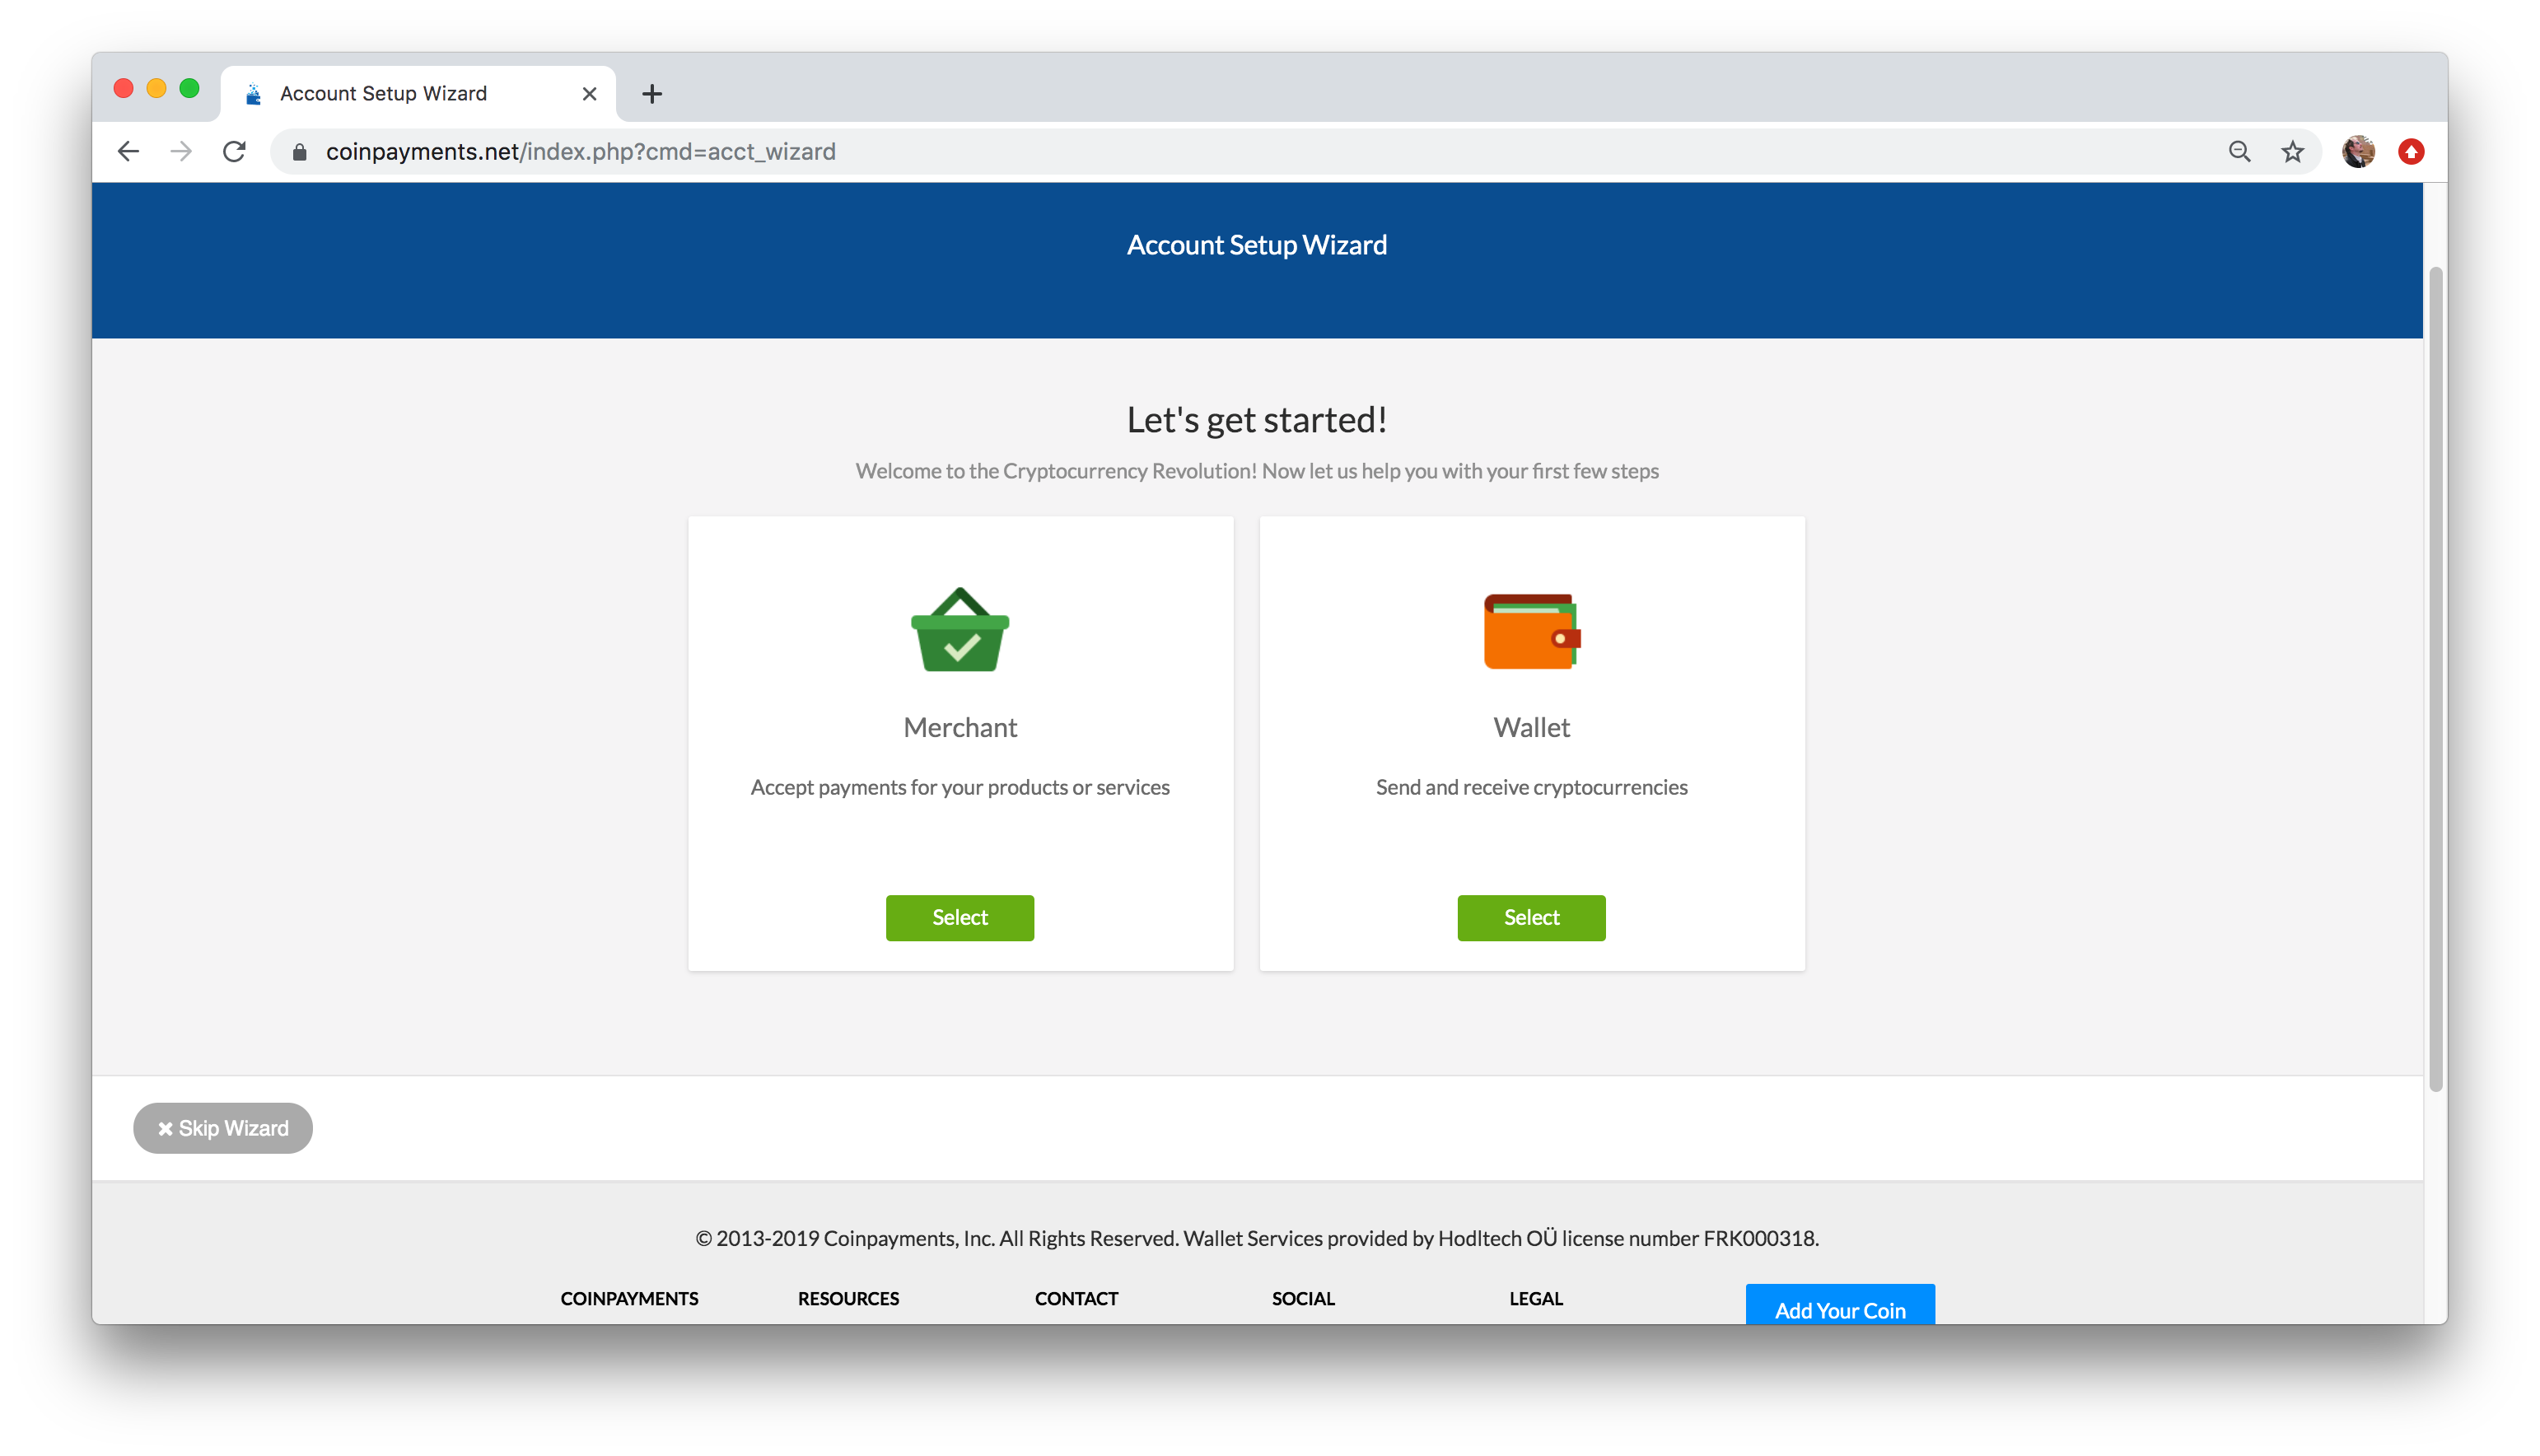 Account Setup Wizard
coinpayments.net/index.php?cmd=acct_wizard
Account Setup Wizard
Let's get started!
Welcome to the Cryptocurrency Revolution! Now let us help you with your first few steps
Merchant
Accept payments for your products or services
Select
Wallet
Send and receive cryptocurrencies
Select
Skip Wizard
© 2013-2019 Coinpayments, Inc. All Rights Reserved. Wallet Services provided by Hodltech OÜ license number FRK000318.
COINPAYMENTS
RESOURCES
CONTACT
SOCIAL
LEGAL
Add Your Coin